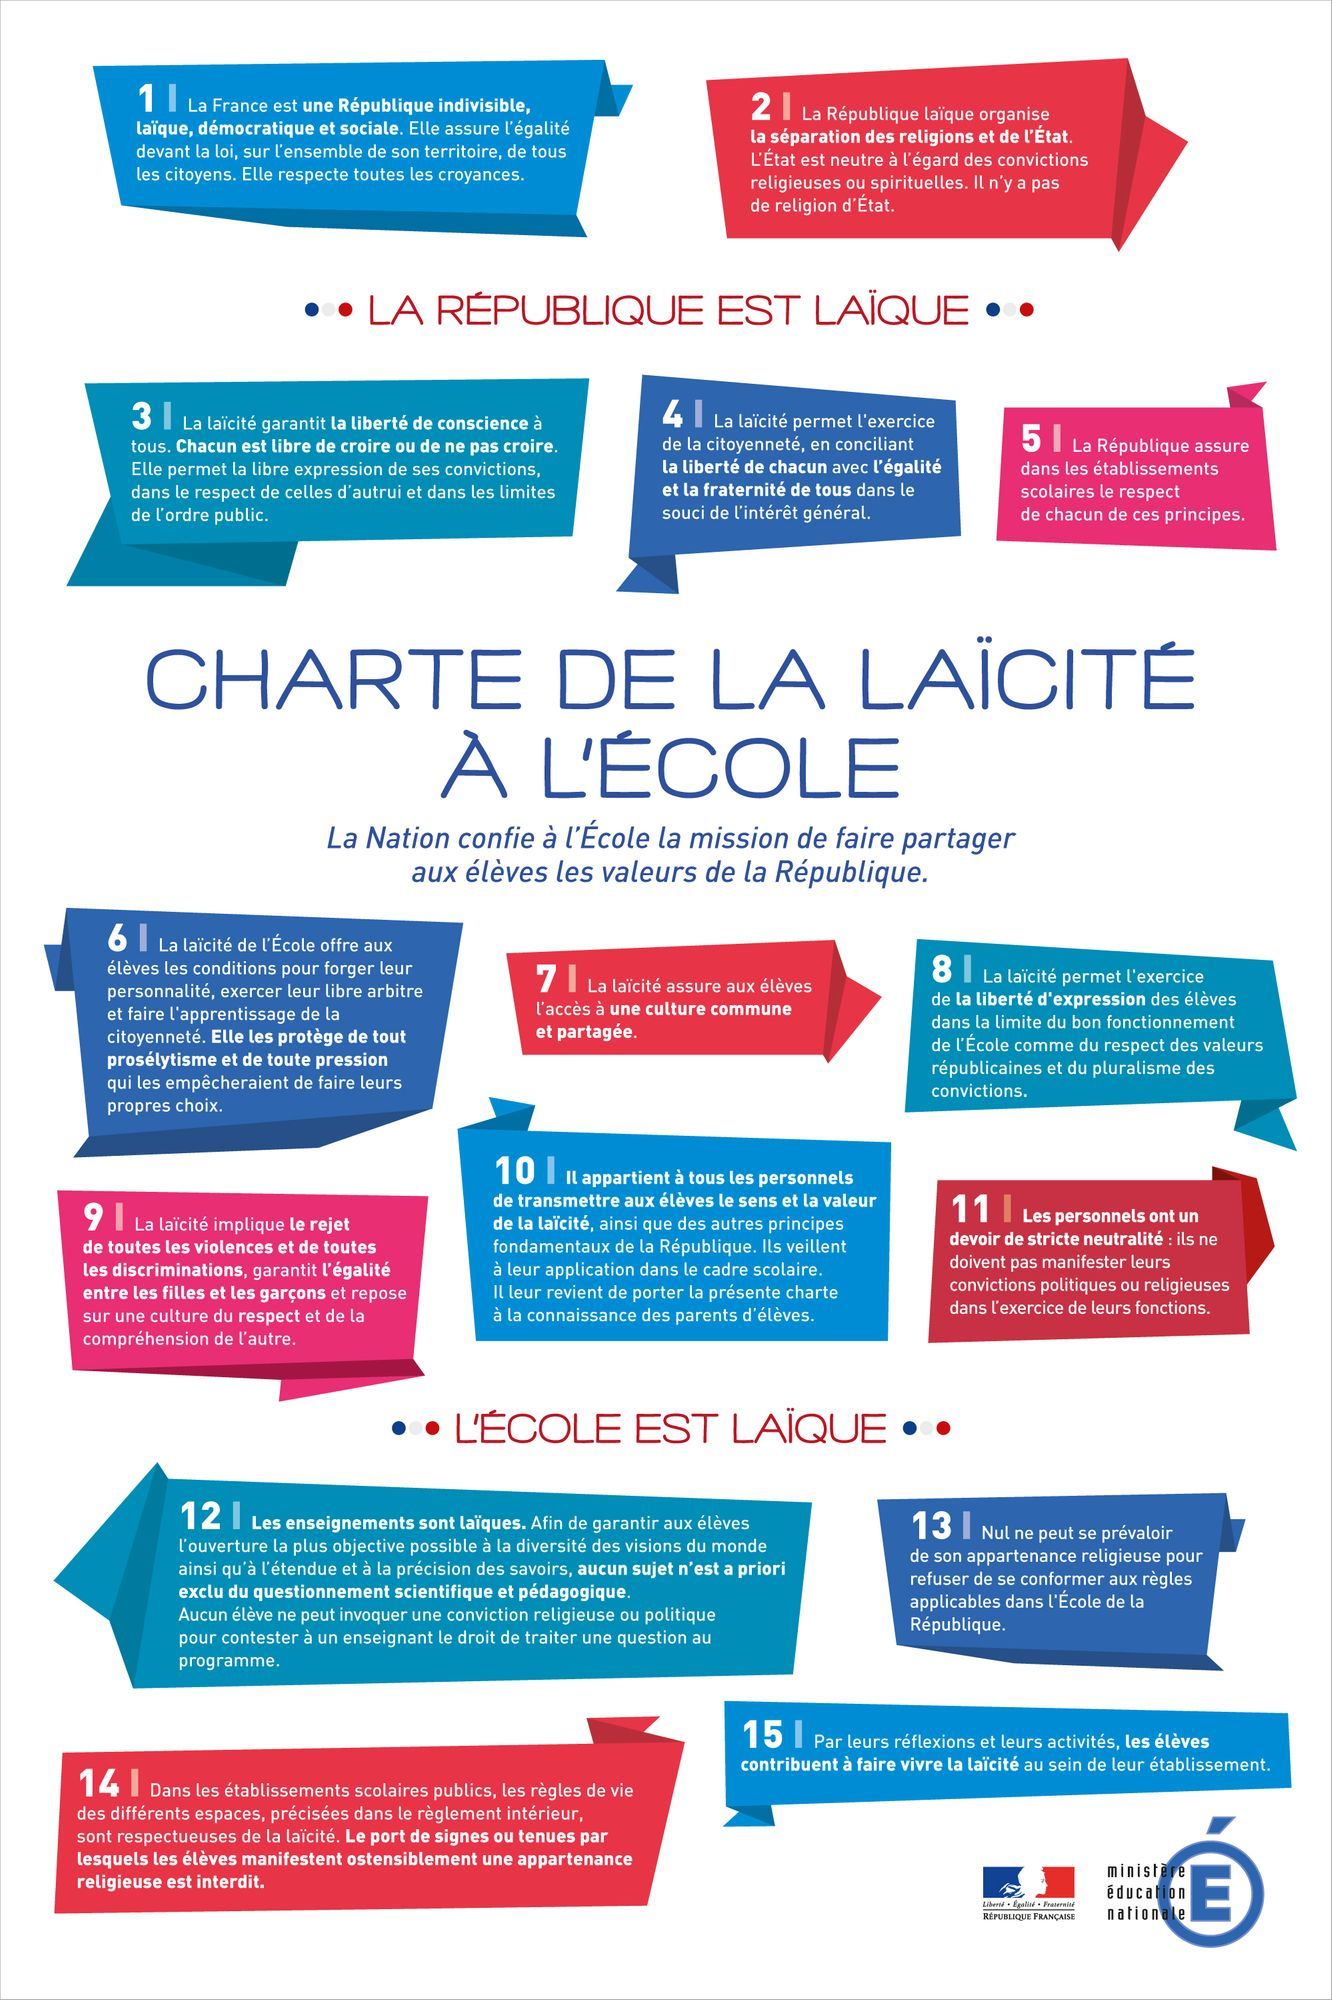 1 | La France est une République indivisible,
laïque, démocratique et sociale. Elle assure l'égalité
devant la loi, sur l'ensemble de son territoire, de tous
les citoyens. Elle respecte toutes les croyances.
2 | La République laïque organise
la séparation des religions et de l'État.
L'État est neutre à l'égard des convictions
religieuses ou spirituelles. Il n'y a pas
de religion d'État.
LA RÉPUBLIQUE EST LAÏQUE
3 | La laïcité garantit la liberté de conscience à
tous. Chacun est libre de croire ou de ne pas croire.
Elle permet la libre expression de ses convictions,
dans le respect de celles d'autrui et dans les limites
de l'ordre public.
4 | La laïcité permet l'exercice
de la citoyenneté, en conciliant
la liberté de chacun avec l'égalité
et la fraternité de tous dans le
souci de l'intérêt général.
5 | La République assure
dans les établissements
scolaires le respect
de chacun de ces principes.
CHARTE DE LA LAÏCITÉ
À L'ÉCOLE
La Nation confie à l'École la mission de faire partager
aux élèves les valeurs de la République.
6 | La laïcité de l'École offre aux
élèves les conditions pour forger leur
personnalité, exercer leur libre arbitre
et faire l'apprentissage de la
citoyenneté. Elle les protège de tout
prosélytisme et de toute pression
qui les empêcheraient de faire leurs
propres choix.
7 | La laïcité assure aux élèves
l'accès à une culture commune
et partagée.
8 | La laïcité permet l'exercice
de la liberté d'expression des élèves
dans la limite du bon fonctionnement
de l'École comme du respect des valeurs
républicaines et du pluralisme des
convictions.
9 | La laïcité implique le rejet
de toutes les violences et de toutes
les discriminations, garantit l'égalité
entre les filles et les garçons et repose
sur une culture du respect et de la
compréhension de l'autre.
10 | Il appartient à tous les personnels
de transmettre aux élèves le sens et la valeur
de la laïcité, ainsi que des autres principes
fondamentaux de la République. Ils veillent
à leur application dans le cadre scolaire.
Il leur revient de porter la présente charte
à la connaissance des parents d'élèves.
11 | Les personnels ont un
devoir de stricte neutralité : ils ne
doivent pas manifester leurs
convictions politiques ou religieuses
dans l'exercice de leurs fonctions.
L'ÉCOLE EST LAÏQUE
12 | Les enseignements sont laïques. Afin de garantir aux élèves
l'ouverture la plus objective possible à la diversité des visions du monde
ainsi qu'à l'étendue et à la précision des savoirs, aucun sujet n'est a priori
exclu du questionnement scientifique et pédagogique.
Aucun élève ne peut invoquer une conviction religieuse ou politique
pour contester à un enseignant le droit de traiter une question au
programme.
13 | Nul ne peut se prévaloir
de son appartenance religieuse pour
refuser de se conformer aux règles
applicables dans l'École de la
République.
14 | Dans les établissements scolaires publics, les règles de vie
des différents espaces, précisées dans le règlement intérieur,
sont respectueuses de la laïcité. Le port de signes ou tenues par
lesquels les élèves manifestent ostensiblement une appartenance
religieuse est interdit.
15 | Par leurs réflexions et leurs activités, les élèves
contribuent à faire vivre la laïcité au sein de leur établissement.
Liberté • Égalité • Fraternité
RÉPUBLIQUE FRANÇAISE
ministère
éducation
nationale
É